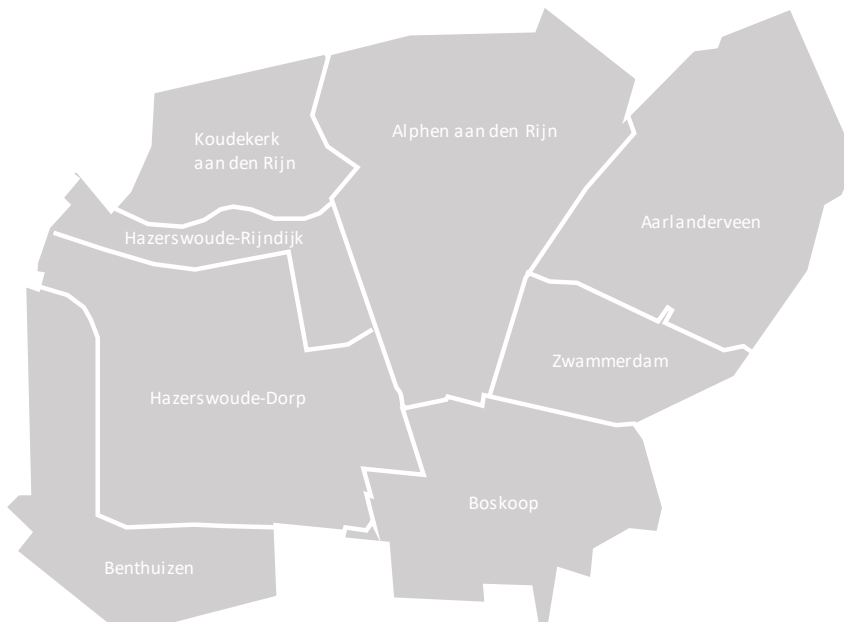 Koudekerk
aan den Rijn
Alphen aan den Rijn
Aarlanderveen
Hazerswoude-Rijndijk
Zwammerdam
Hazerswoude-Dorp
Boskoop
Benthuizen